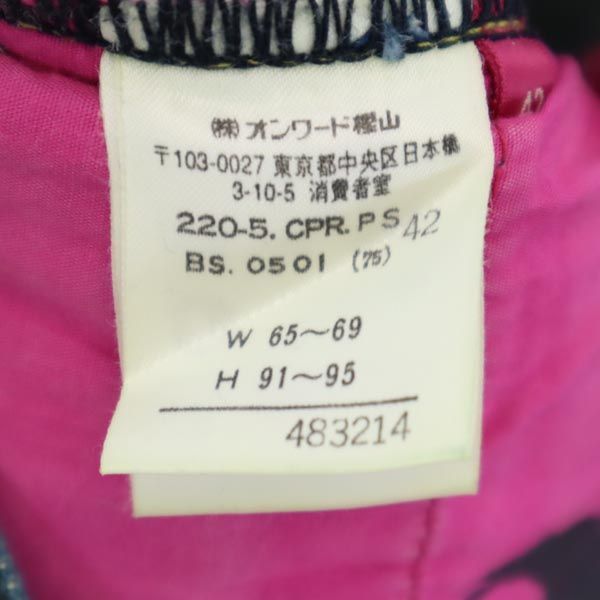 ㈱オンワード樫山
〒103-0027 東京都中央区日本橋
3-10-5 消費者室
220-5. CPR. P S 42
BS. 0501 (75)
W 65～69
H 91～95
483214
42